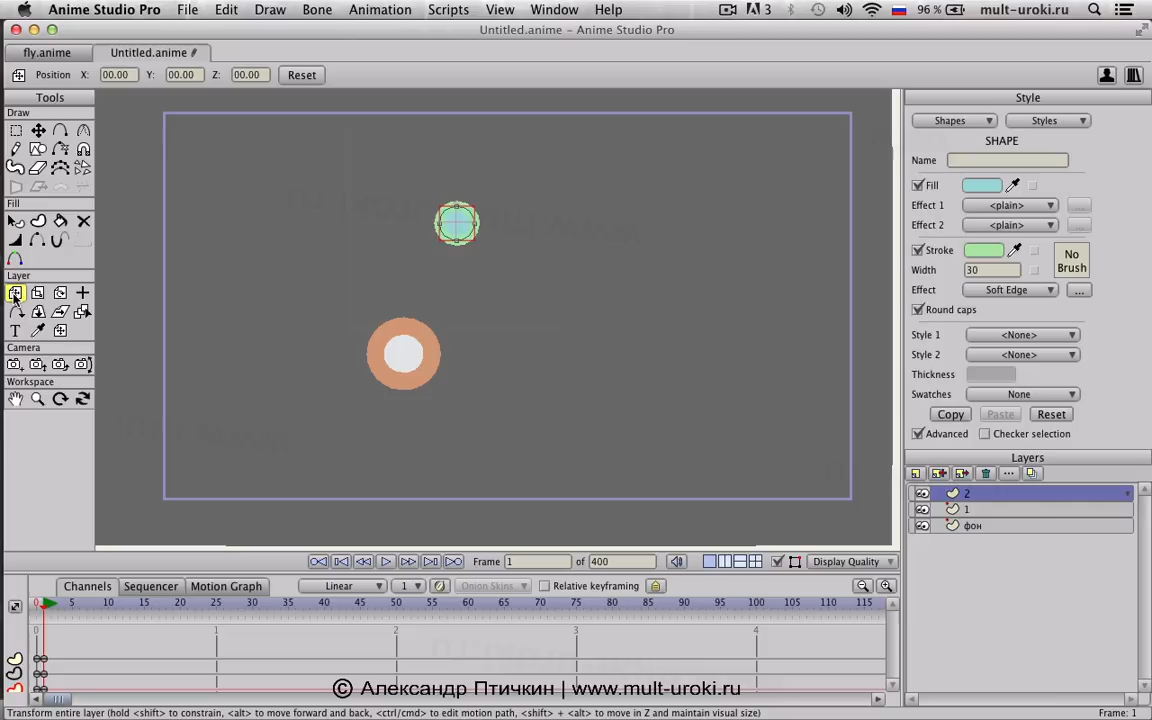 Anime Studio Pro File Edit Draw Bone Animation Scripts View Window Help 3 96 % mult-uroki.ru
Untitled.anime – Anime Studio Pro
fly.anime Untitled.anime
Position X: 00.00 Y: 00.00 Z: 00.00 Reset
Tools
Draw
Fill
Layer
T
Camera
Workspace
Style
Shapes Styles
SHAPE
Name
Fill
Effect 1 <plain> ...
Effect 2 <plain> ...
Stroke
No Brush
Width 30
Effect Soft Edge ...
Round caps
Style 1 <None>
Style 2 <None>
Thickness
Swatches None
Copy Paste Reset
Advanced Checker selection
Layers
2
1
фон
Frame 1 of 400 Display Quality
Channels Sequencer Motion Graph Linear 1 Onion Skins Relative keyframing
0 5 10 15 20 25 30 35 40 45 50 55 60 65 70 75 80 85 90 95 100 105 110 115
0 1 2 3 4
© Александр Птичкин | www.mult-uroki.ru
Transform entire layer (hold <shift> to constrain, <alt> to move forward and back, <ctrl/cmd> to edit motion path, <shift> + <alt> to move in Z and maintain visual size) Frame: 1